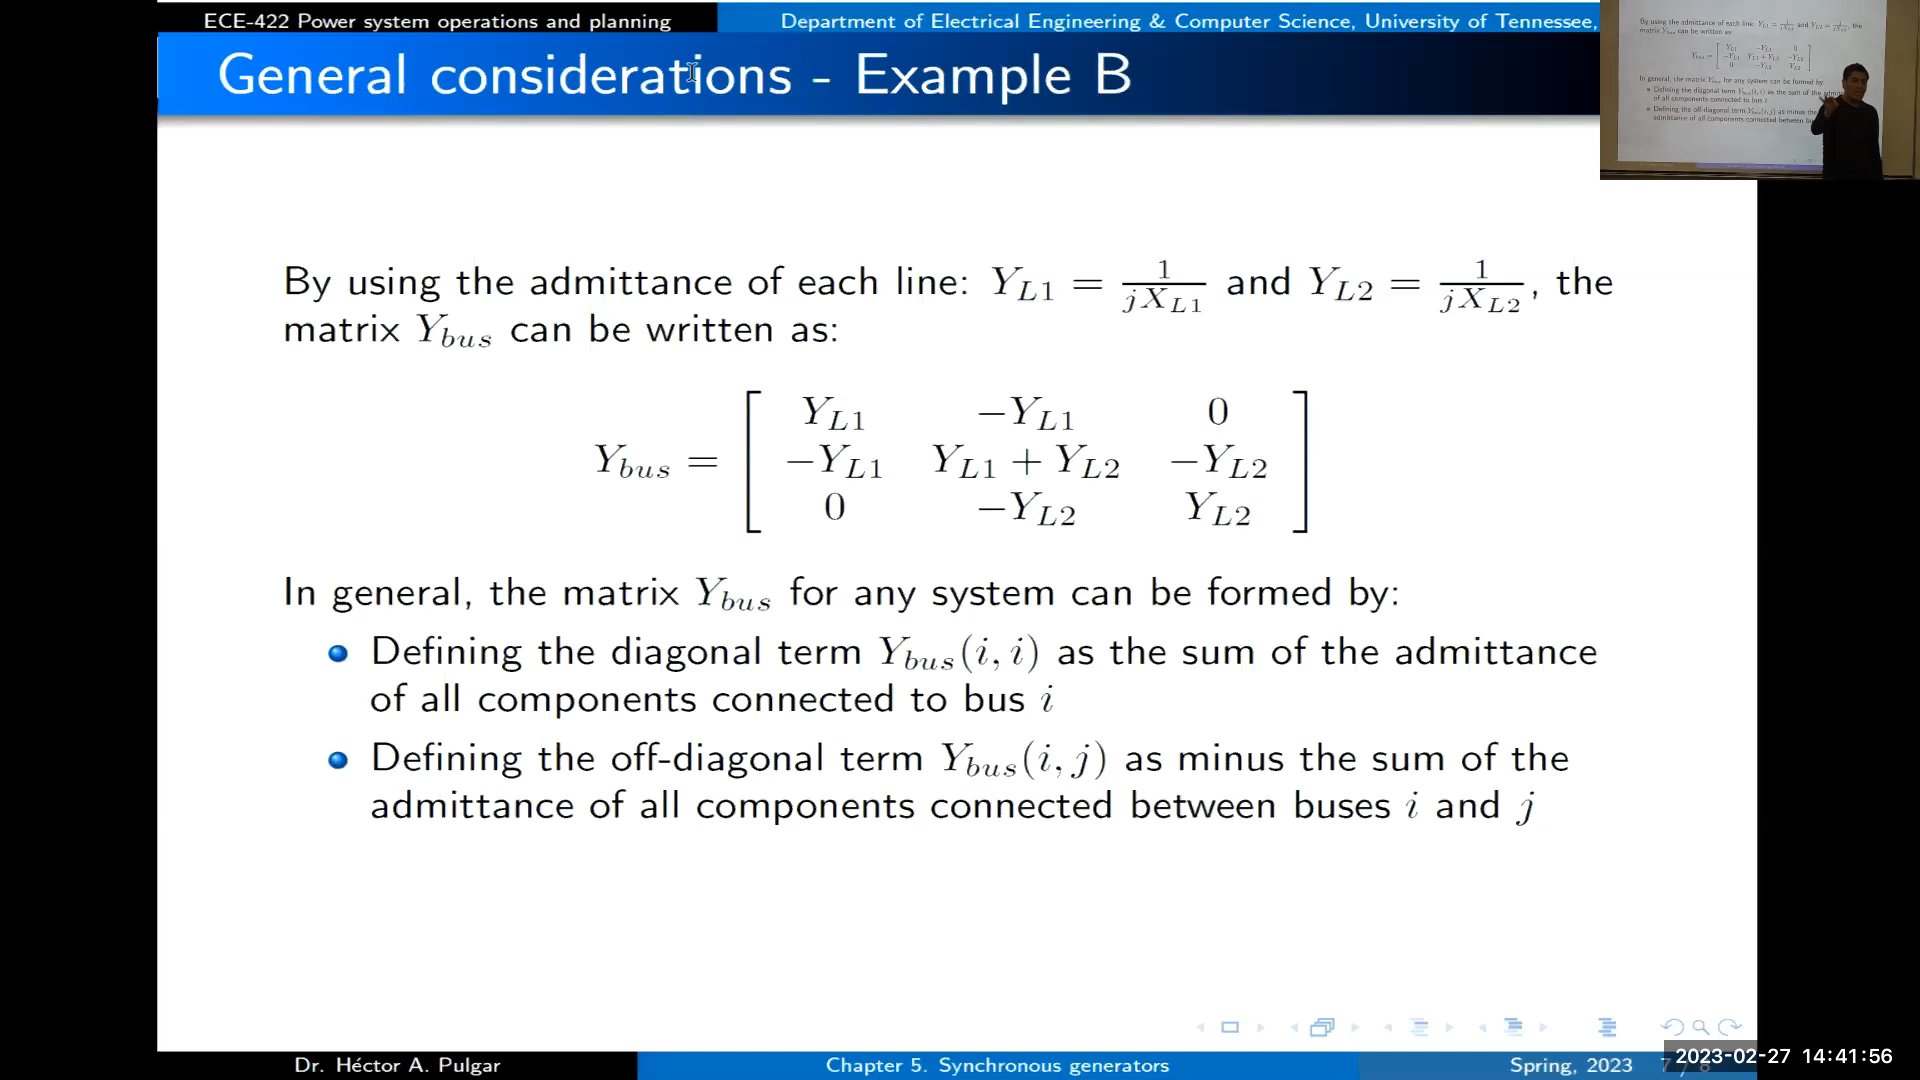 ECE-422 Power system operations and planning
Department of Electrical Engineering & Computer Science, University of Tennessee,
General considerations - Example B
By using the admittance of each line: Y_{L1} = \frac{1}{jX_{L1}} and Y_{L2} = \frac{1}{jX_{L2}}, the
matrix Y_{bus} can be written as:
Y_{bus} = [ Y_{L1} −Y_{L1} 0
−Y_{L1} Y_{L1} + Y_{L2} −Y_{L2}
0 −Y_{L2} Y_{L2} ]
In general, the matrix Y_{bus} for any system can be formed by:
Defining the diagonal term Y_{bus}(i, i) as the sum of the admittance
of all components connected to bus i
Defining the off-diagonal term Y_{bus}(i, j) as minus the sum of the
admittance of all components connected between buses i and j
Dr. Héctor A. Pulgar
Chapter 5. Synchronous generators
Spring, 2023
7 / 8
2023-02-27 14:41:56